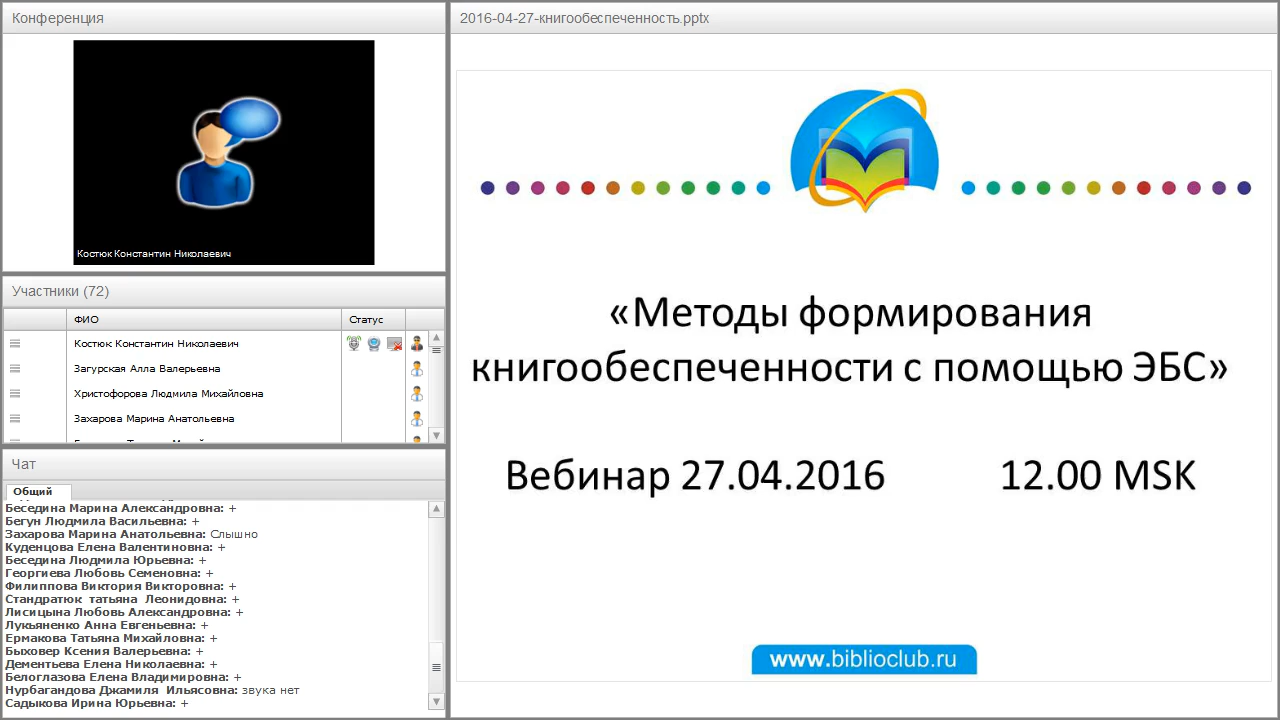 Конференция
Костюк Константин Николаевич
Участники (72)
ФИО Статус
Костюк Константин Николаевич
Загурская Алла Валерьевна
Христофорова Людмила Михайловна
Захарова Марина Анатольевна
Чат
Общий
Беседина Марина Александровна: +
Бегун Людмила Васильевна: +
Захарова Марина Анатольевна: Слышно
Куденцова Елена Валентиновна: +
Беседина Людмила Юрьевна: +
Георгиева Любовь Семеновна: +
Филиппова Виктория Викторовна: +
Стандратюк татьяна Леонидовна: +
Лисицына Любовь Александровна: +
Лукьяненко Анна Евгеньевна: +
Ермакова Татьяна Михайловна: +
Быховер Ксения Валерьевна: +
Дементьева Елена Николаевна: +
Белоглазова Елена Владимировна: +
Нурбагандова Джамиля Ильясовна: звука нет
Садыкова Ирина Юрьевна: +
2016-04-27-книгообеспеченность.pptx
«Методы формирования
книгообеспеченности с помощью ЭБС»
Вебинар 27.04.2016 12.00 MSK
www.biblioclub.ru